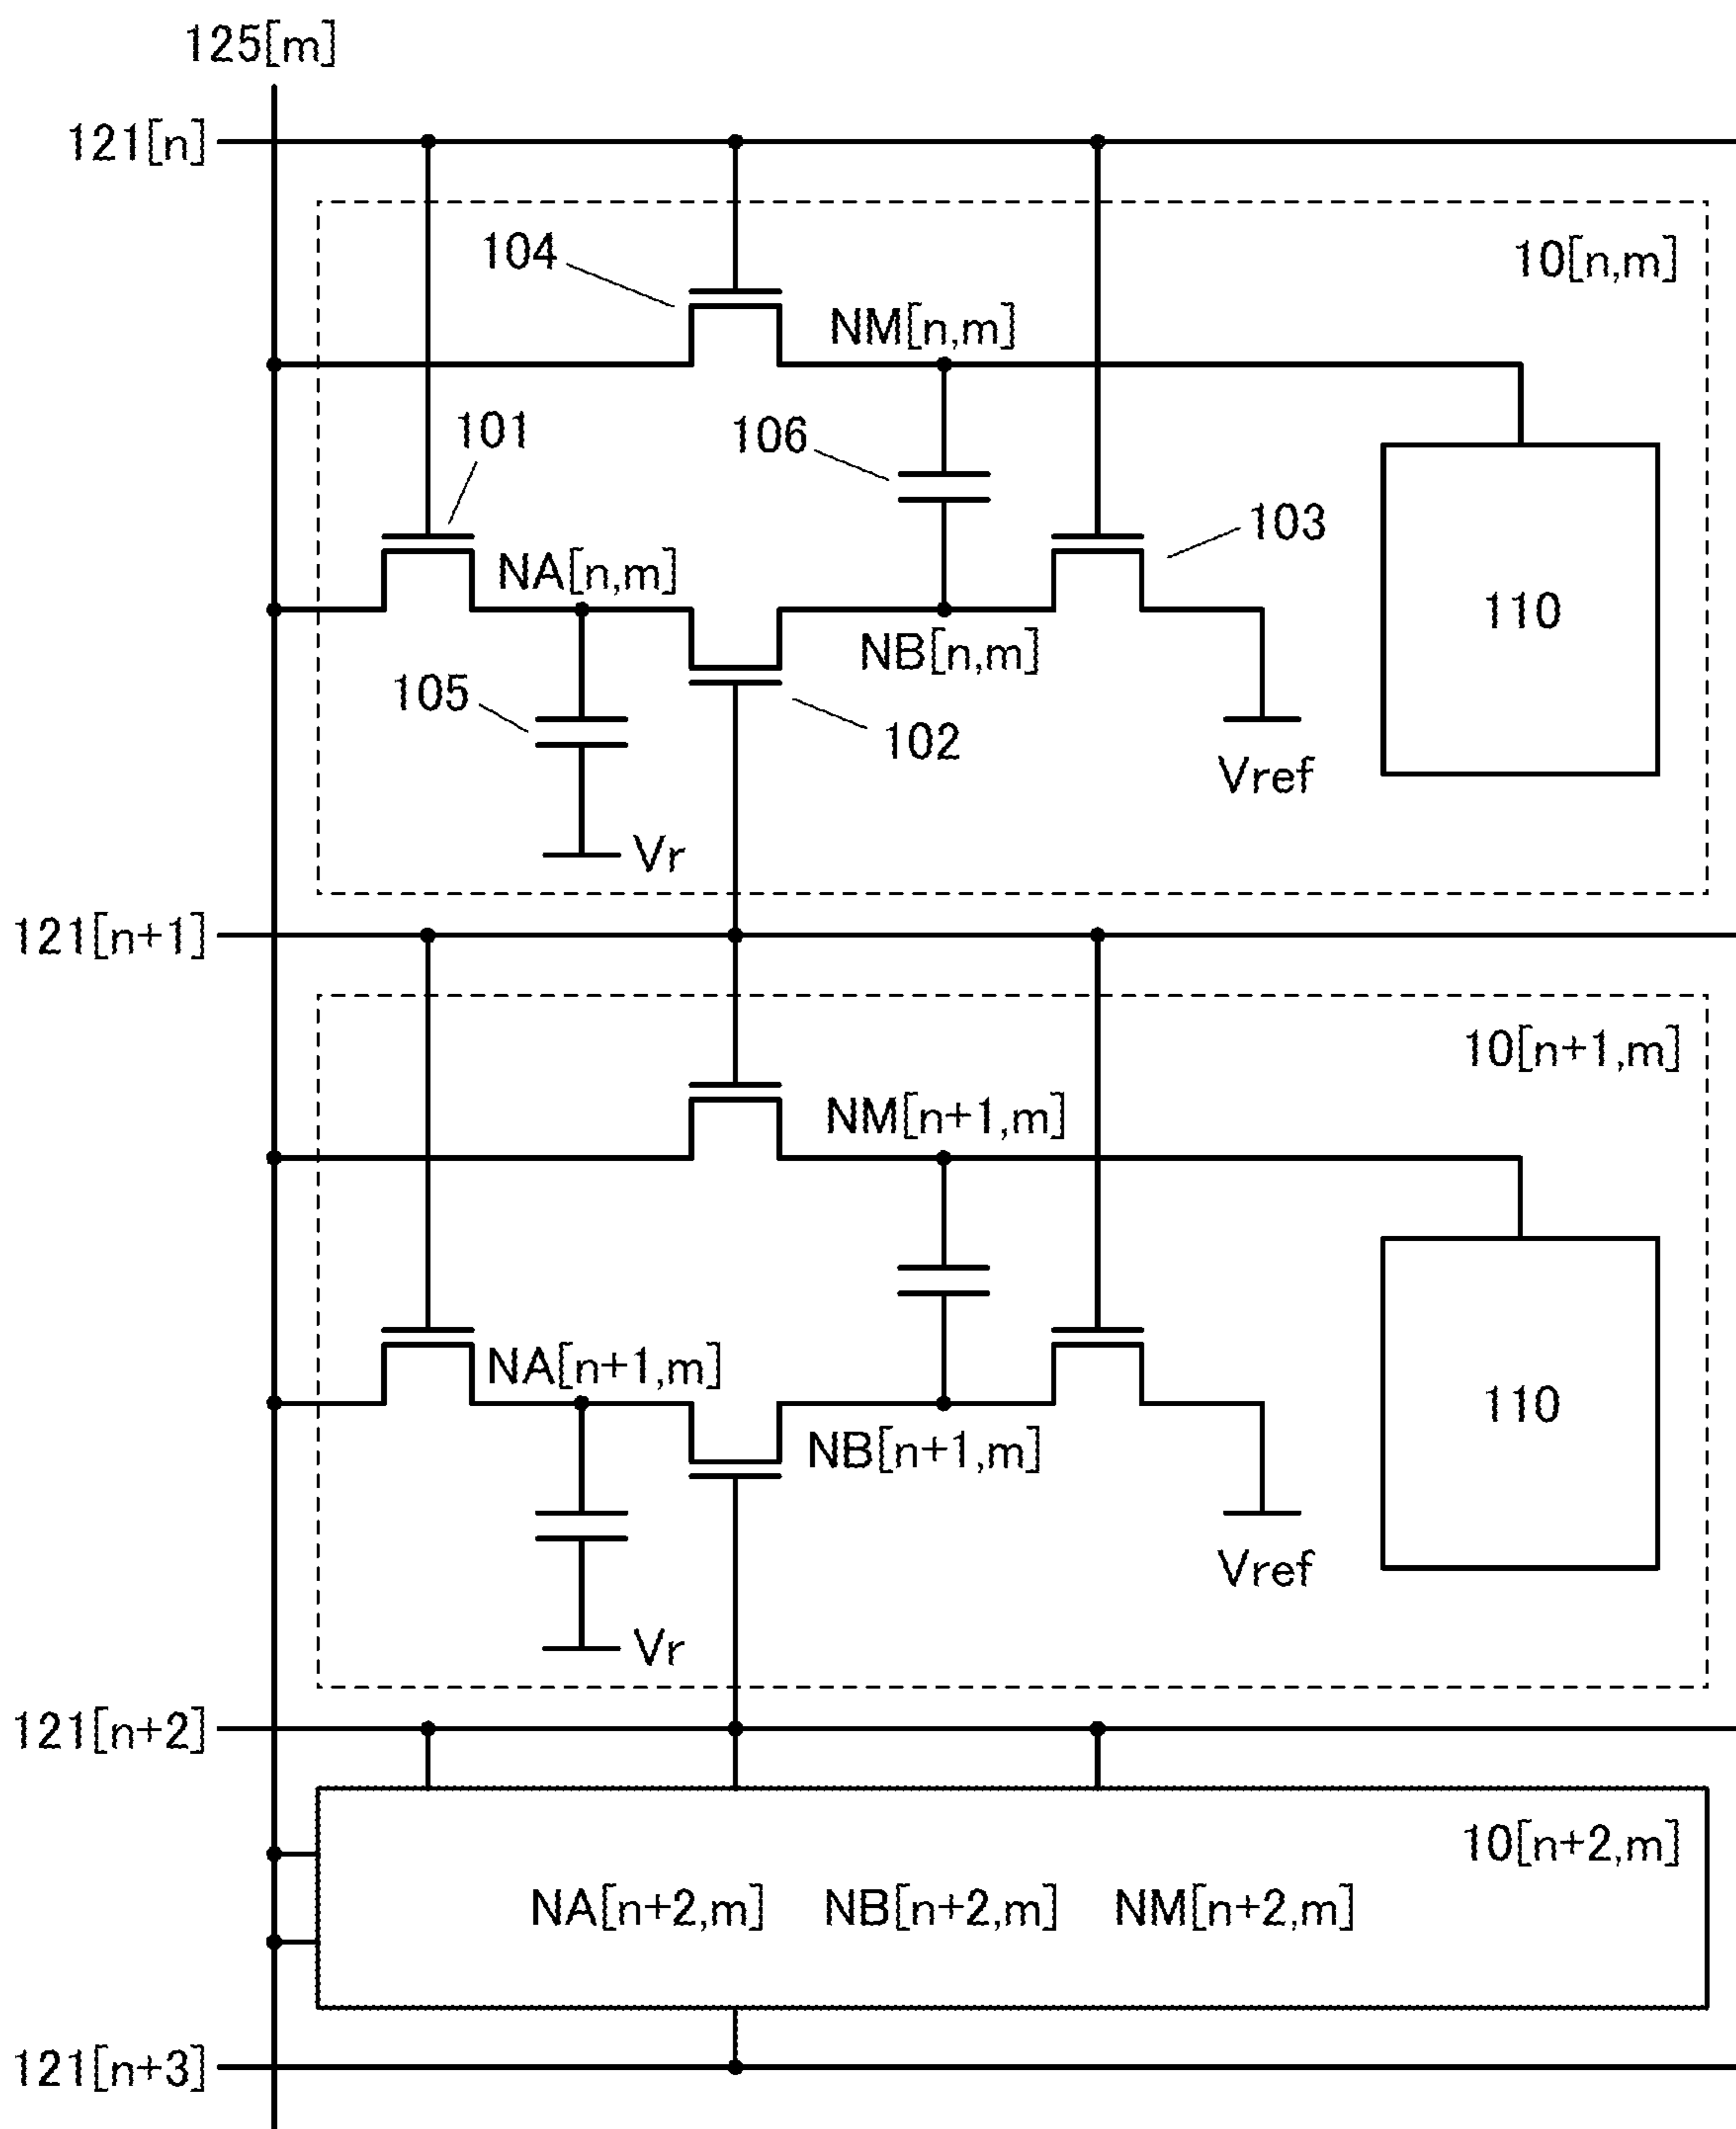 125[m]
121[n]
10[n,m]
104
NM[n,m]
101
106
103
NA[n,m]
110
NB[n,m]
105
102
Vref
Vr
121[n+1]
10[n+1,m]
NM[n+1,m]
NA[n+1,m]
110
NB[n+1,m]
Vref
Vr
121[n+2]
10[n+2,m]
NA[n+2,m] NB[n+2,m] NM[n+2,m]
121[n+3]